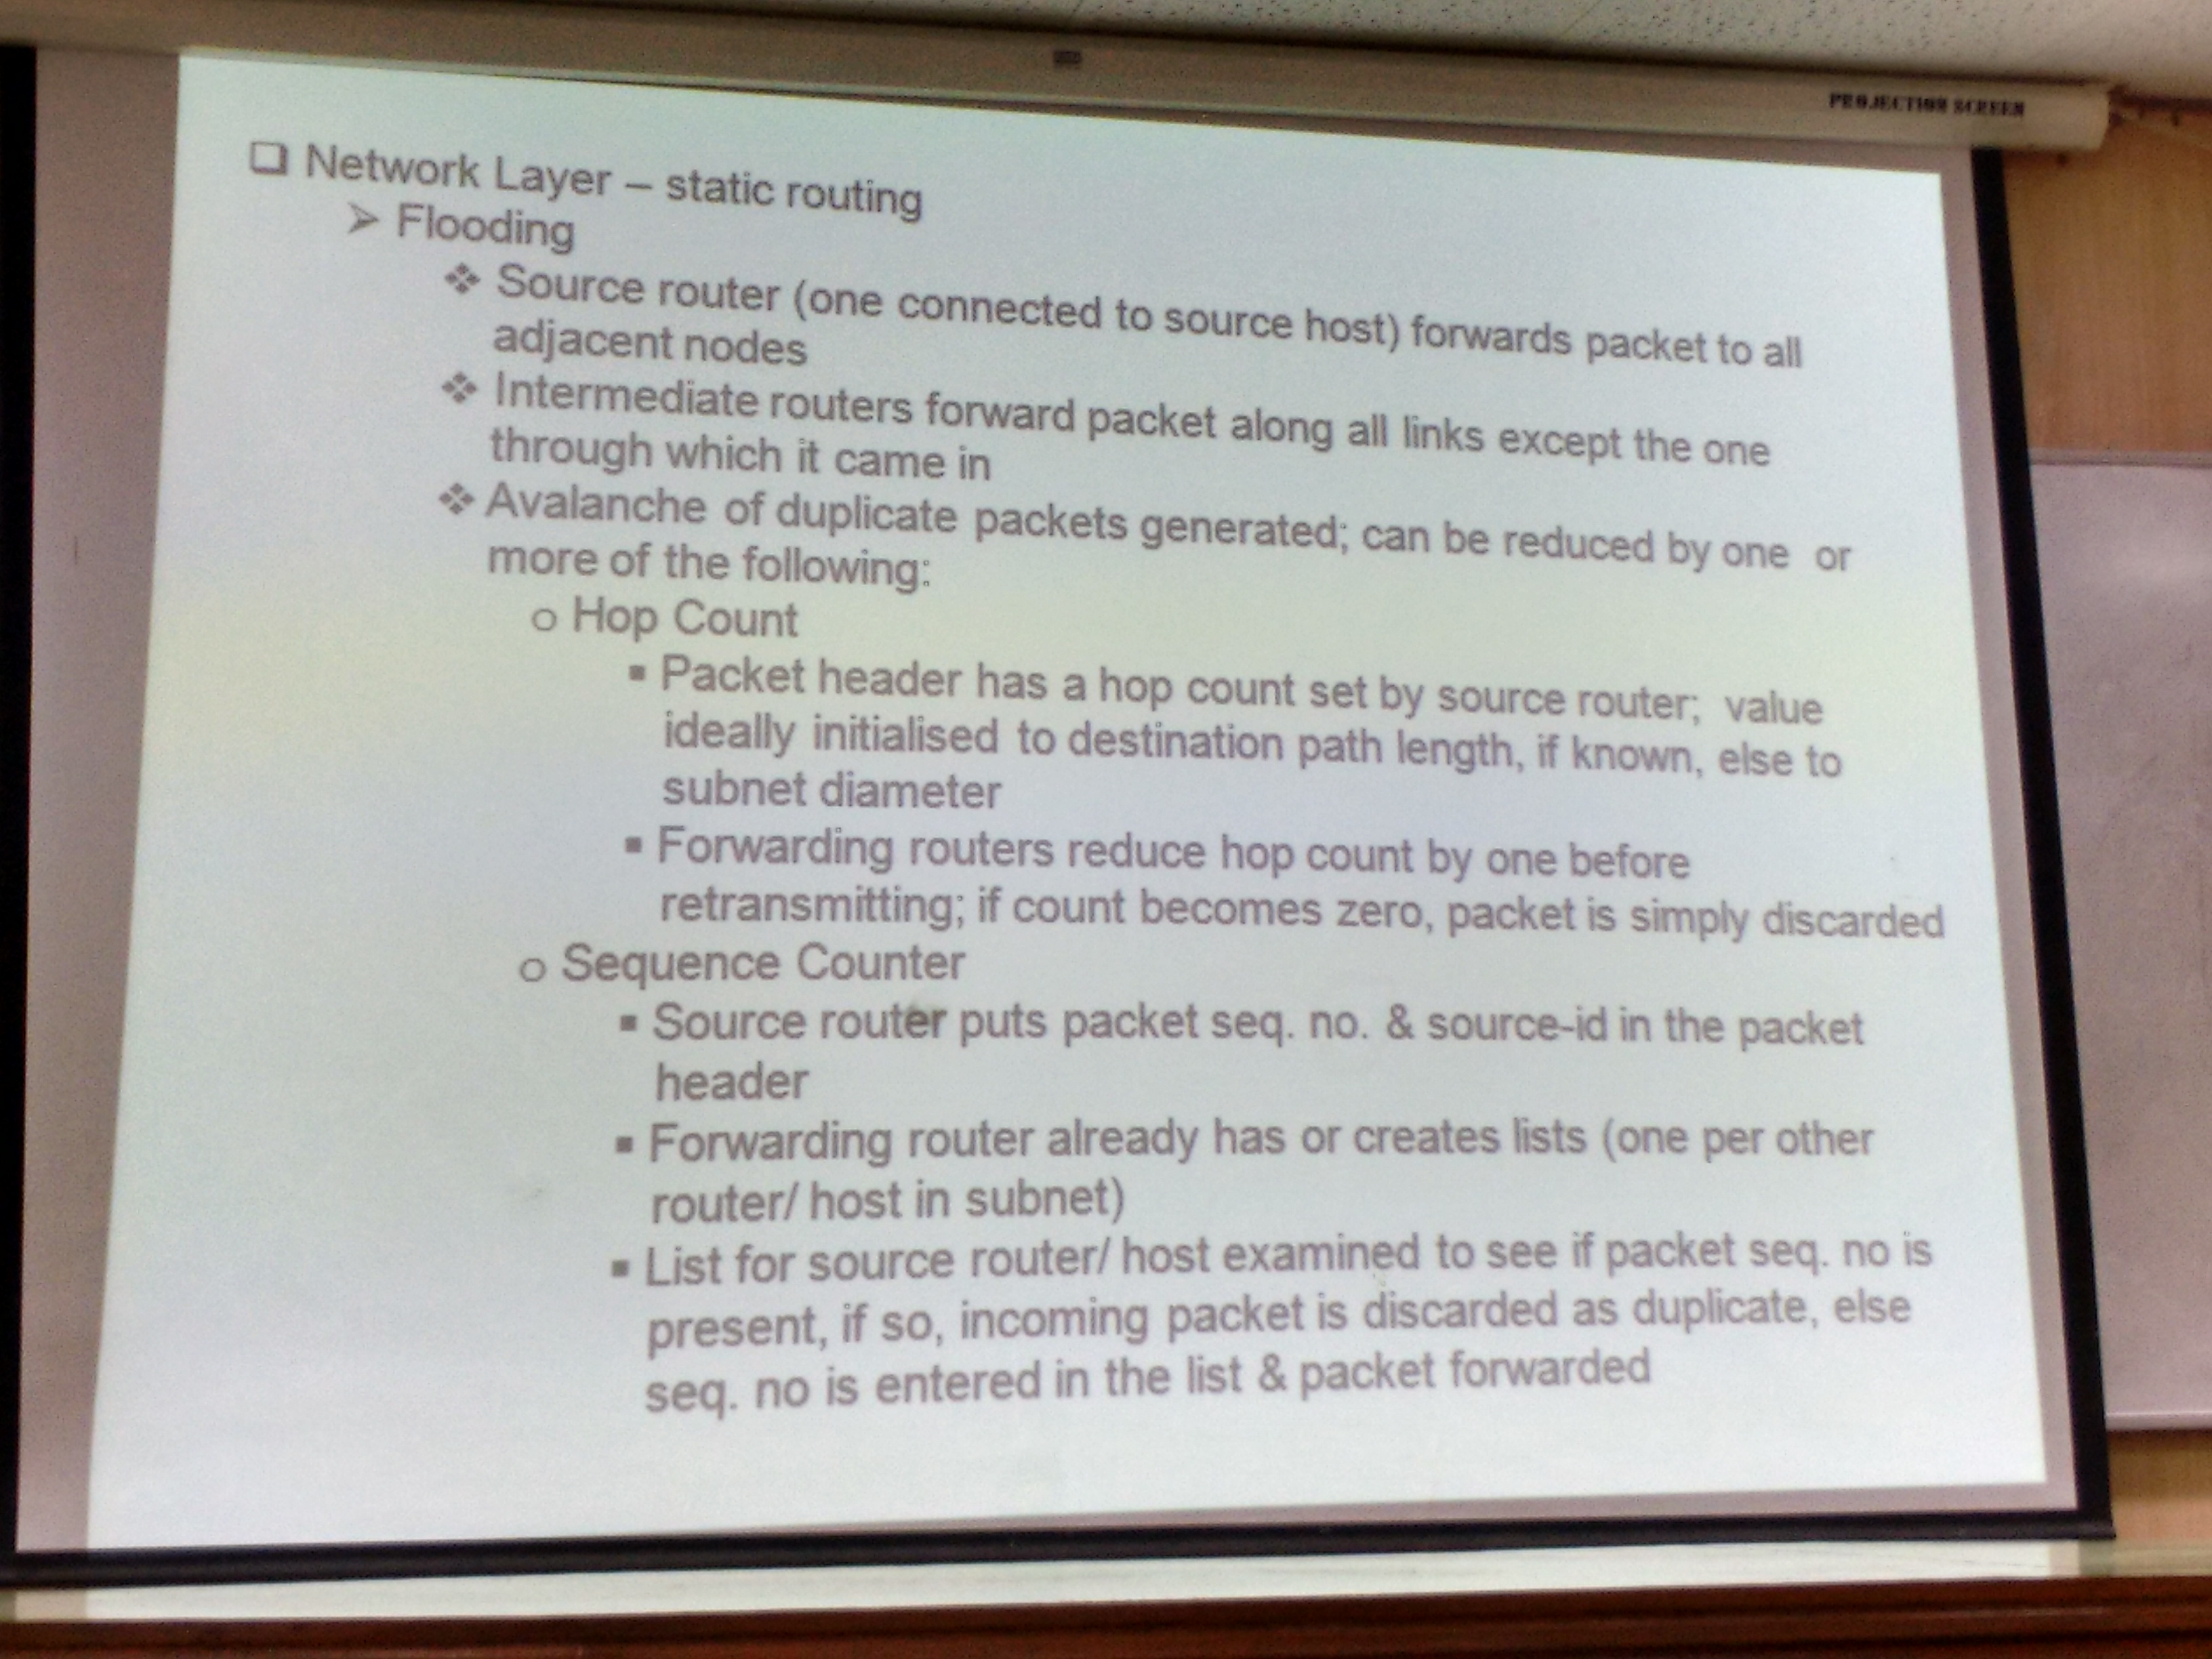 PROJECTION SCREEN
❑ Network Layer – static routing
➢ Flooding
❖ Source router (one connected to source host) forwards packet to all
adjacent nodes
❖ Intermediate routers forward packet along all links except the one
through which it came in
❖ Avalanche of duplicate packets generated; can be reduced by one or
more of the following:
o Hop Count
▪ Packet header has a hop count set by source router; value
ideally initialised to destination path length, if known, else to
subnet diameter
▪ Forwarding routers reduce hop count by one before
retransmitting; if count becomes zero, packet is simply discarded
o Sequence Counter
▪ Source router puts packet seq. no. & source-id in the packet
header
▪ Forwarding router already has or creates lists (one per other
router/ host in subnet)
▪ List for source router/ host examined to see if packet seq. no is
present, if so, incoming packet is discarded as duplicate, else
seq. no is entered in the list & packet forwarded